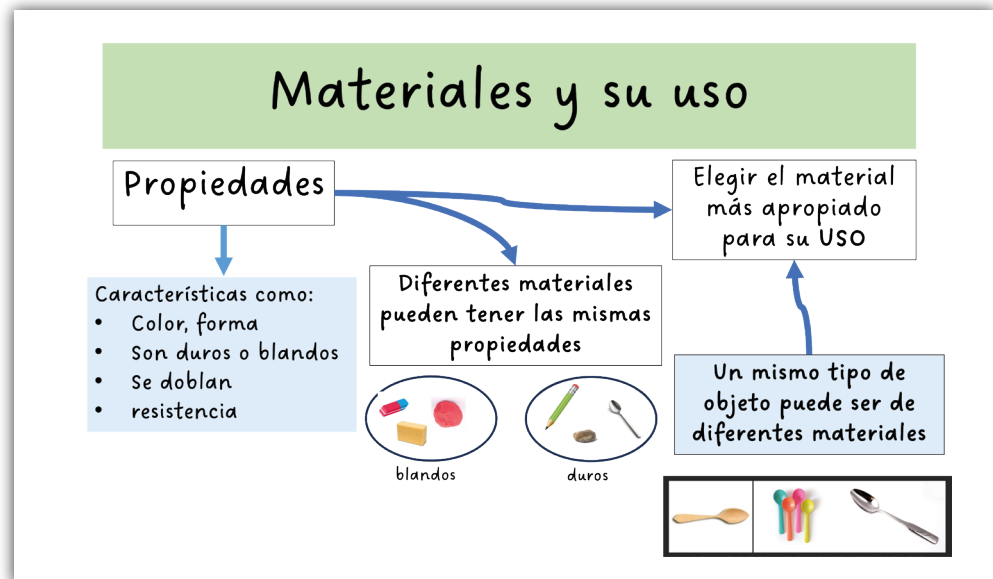 Materiales y su uso
Propiedades
Elegir el material
más apropiado
para su USO
Características como:
• Color, forma
• Son duros o blandos
• Se doblan
• resistencia
Diferentes materiales
pueden tener las mismas
propiedades
blandos
duros
Un mismo tipo de
objeto puede ser de
diferentes materiales